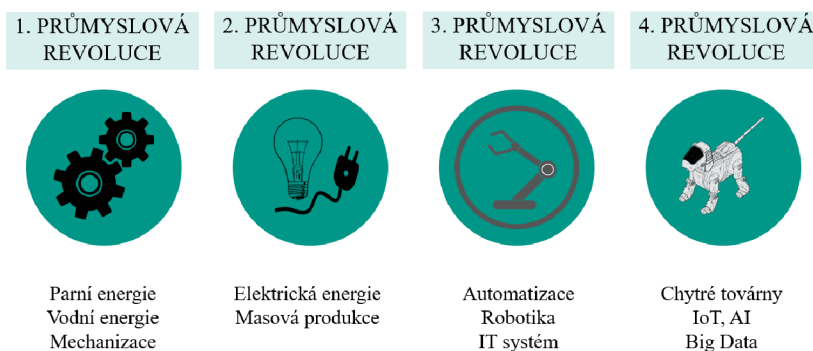 1. PRŮMYSLOVÁ
REVOLUCE
2. PRŮMYSLOVÁ
REVOLUCE
3. PRŮMYSLOVÁ
REVOLUCE
4. PRŮMYSLOVÁ
REVOLUCE
Parní energie
Vodní energie
Mechanizace
Elektrická energie
Masová produkce
Automatizace
Robotika
IT systém
Chytré továrny
IoT, AI
Big Data